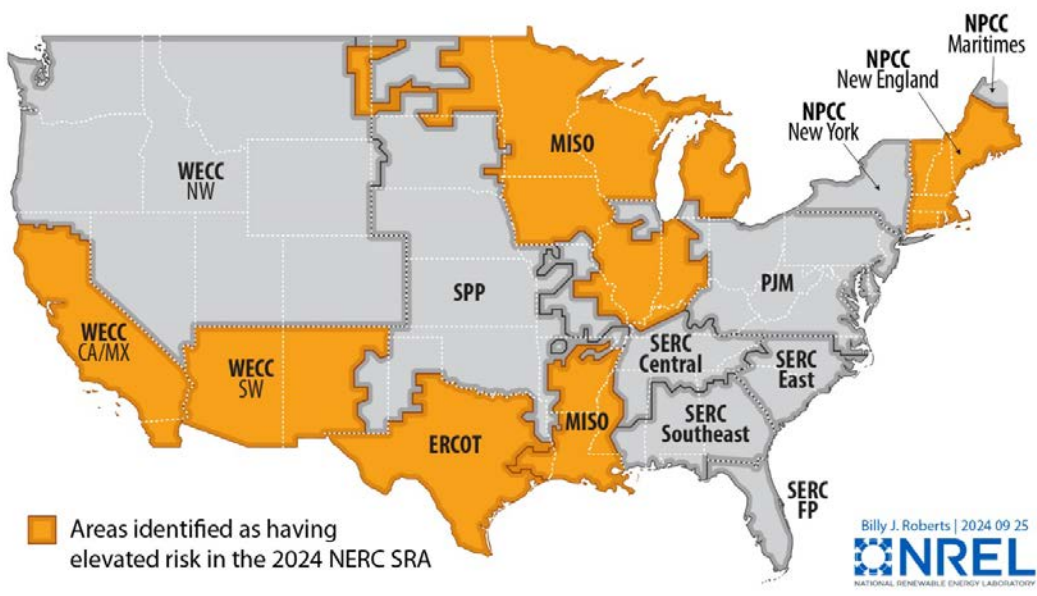 NPCC
Maritimes
NPCC
New England
NPCC
New York
MISO
WECC
NW
SPP
PJM
WECC
CA/MX
WECC
SW
SERC
Central
SERC
East
MISO
SERC
Southeast
ERCOT
SERC
FP
Areas identified as having
elevated risk in the 2024 NERC SRA
Billy J. Roberts | 2024 09 25
NREL
NATIONAL RENEWABLE ENERGY LABORATORY